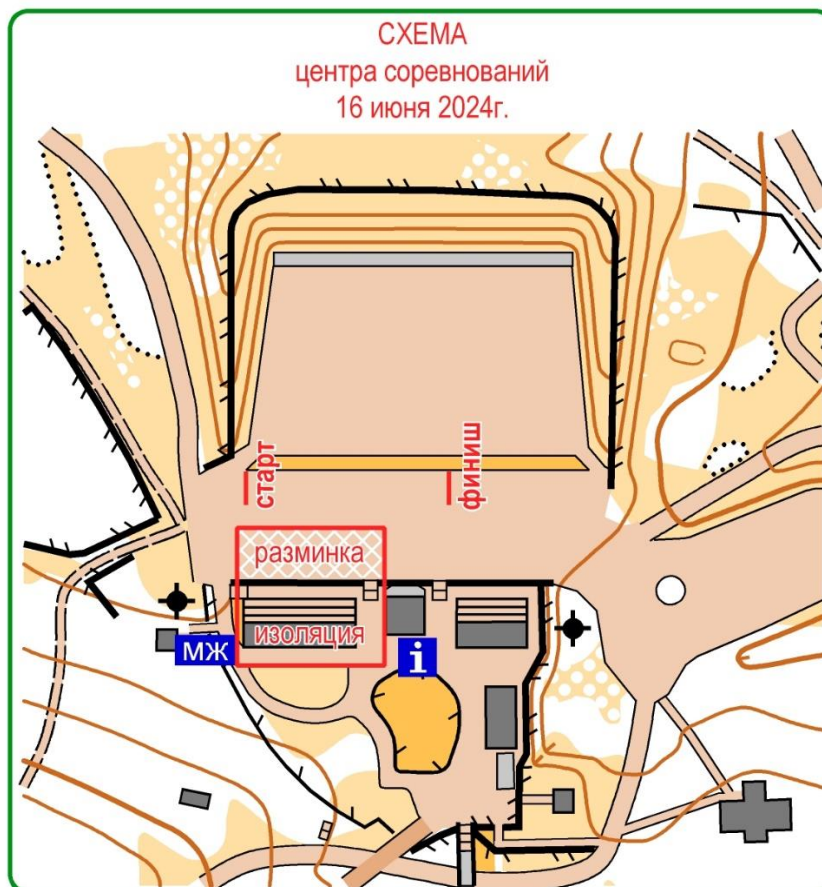 СХЕМА
центра соревнований
16 июня 2024г.
старт
финиш
разминка
изоляция
МЖ
i